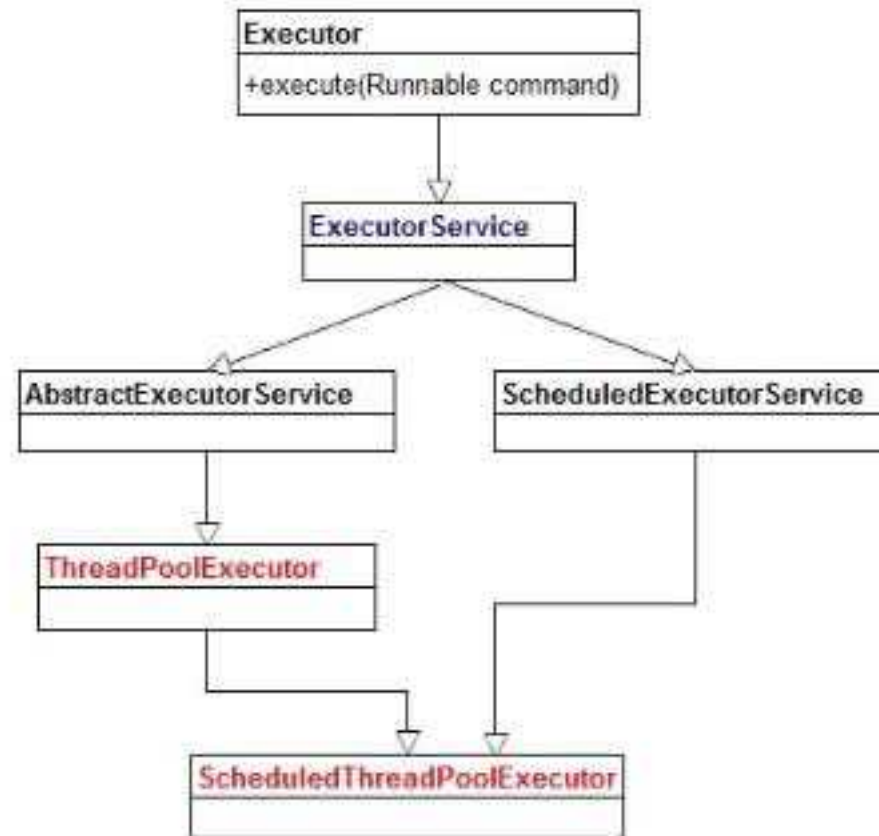 Executor
+execute(Runnable command)
ExecutorService
AbstractExecutorService
ScheduledExecutorService
ThreadPoolExecutor
ScheduledThreadPoolExecutor